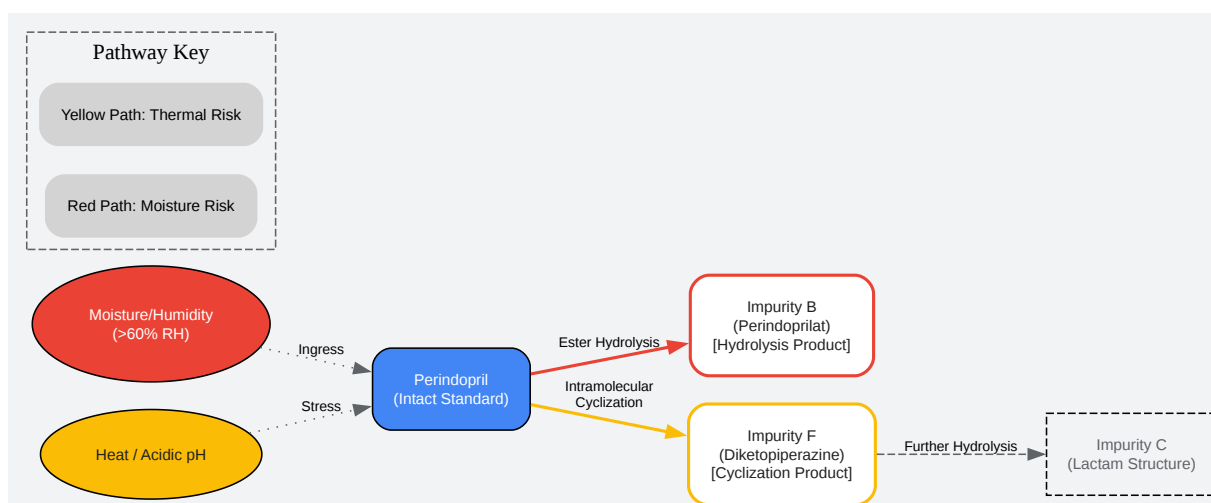 Pathway Key
Yellow Path: Thermal Risk
Red Path: Moisture Risk
Moisture/Humidity
(>60% RH)
Ingress
Heat / Acidic pH
Stress
Perindopril
(Intact Standard)
Ester Hydrolysis
Intramolecular
Cyclization
Impurity B
(Perindoprilat)
[Hydrolysis Product]
Impurity F
(Diketopiperazine)
[Cyclization Product]
Further Hydrolysis
Impurity C
(Lactam Structure)